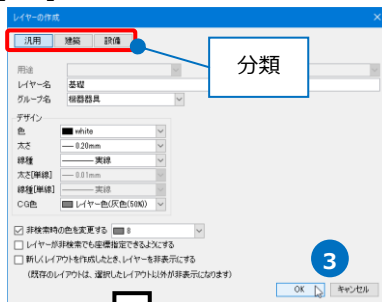 レイヤーの作成
汎用 建築 設備
分類
用途
レイヤー名 基礎
グループ名 機器器具
デザイン
色 white
太さ 0.20mm
線種 実線
太さ[単線] 0.01mm
線種[単線] 実線
CG色 レイヤー色(灰色(50%))
非検索時の色を変更する 8
レイヤーが非検索でも座標指定できるようにする
新しいレイアウトを作成したとき、レイヤーを非表示にする
(既存のレイアウトは、選択したレイアウト以外が非表示になります)
3
OK キャンセル